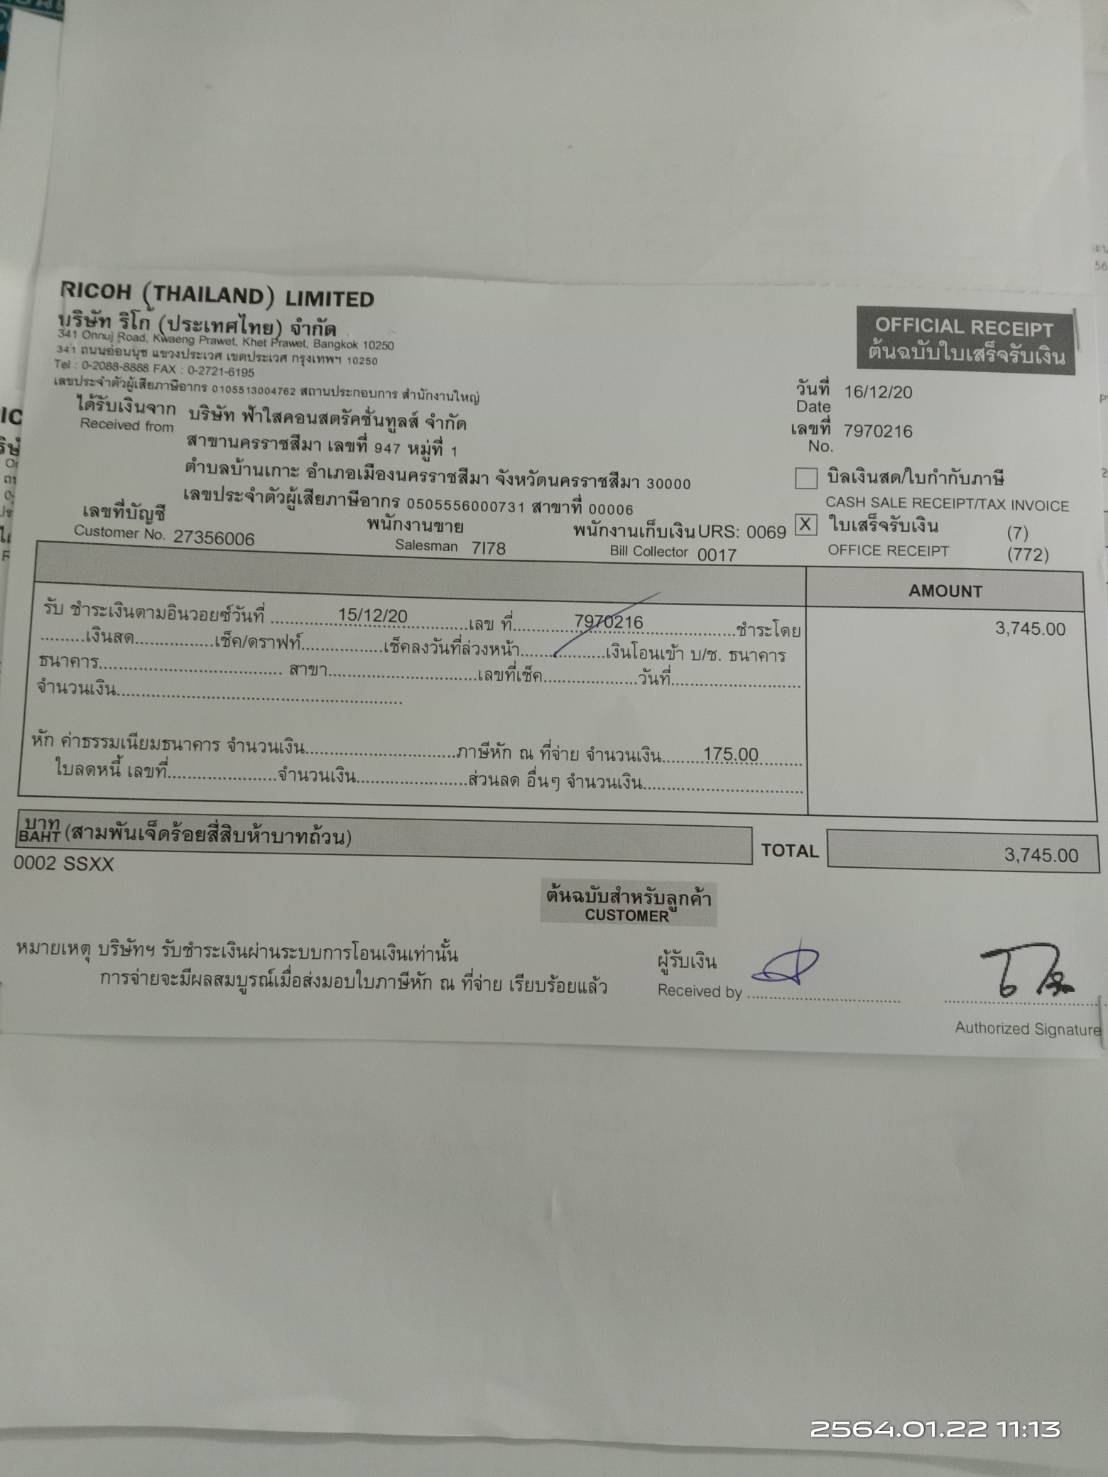 RICOH (THAILAND) LIMITED
บริษัท ริโก้ (ประเทศไทย) จำกัด
341 Onnuj Road, Kwaeng Prawet, Khet Prawet, Bangkok 10250
341 ถนนอ่อนนุช แขวงประเวศ เขตประเวศ กรุงเทพฯ 10250
Tel : 0-2088-8888 FAX : 0-2721-6195
เลขประจำตัวผู้เสียภาษีอากร 0105513004762 สถานประกอบการ สำนักงานใหญ่
OFFICIAL RECEIPT
ต้นฉบับใบเสร็จรับเงิน
วันที่ 16/12/20
Date
เลขที่ 7970216
No.
ได้รับเงินจาก บริษัท ฟ้าใสคอนสตรัคชั่นทูลส์ จำกัด
Received from
สาขานครราชสีมา เลขที่ 947 หมู่ที่ 1
ตำบลบ้านเกาะ อำเภอเมืองนครราชสีมา จังหวัดนครราชสีมา 30000
เลขประจำตัวผู้เสียภาษีอากร 0505556000731 สาขาที่ 00006
บิลเงินสด/ใบกำกับภาษี
CASH SALE RECEIPT/TAX INVOICE
X ใบเสร็จรับเงิน (7)
OFFICE RECEIPT (772)
เลขที่บัญชี พนักงานขาย พนักงานเก็บเงิน URS: 0069
Customer No. 27356006 Salesman 7I78 Bill Collector 0017
AMOUNT
รับ ชำระเงินตามอินวอยซ์วันที่ ........15/12/20........เลข ที่........7970216........ชำระโดย 3,745.00
.........เงินสด...............เช็ค/ดราฟท์...............เช็คลงวันที่ล่วงหน้า...............เงินโอนเข้า บ/ช. ธนาคาร
ธนาคาร................................. สาขา..........................เลขที่เช็ค..................วันที่.......................
จำนวนเงิน....................................................
หัก ค่าธรรมเนียมธนาคาร จำนวนเงิน...........................ภาษีหัก ณ ที่จ่าย จำนวนเงิน........175.00........
ใบลดหนี้ เลขที่...................จำนวนเงิน...................ส่วนลด อื่นๆ จำนวนเงิน.............................
บาท
BAHT (สามพันเจ็ดร้อยสี่สิบห้าบาทถ้วน) TOTAL 3,745.00
0002 SSXX
ต้นฉบับสำหรับลูกค้า
CUSTOMER
หมายเหตุ บริษัทฯ รับชำระเงินผ่านระบบการโอนเงินเท่านั้น
การจ่ายจะมีผลสมบูรณ์เมื่อส่งมอบใบภาษีหัก ณ ที่จ่าย เรียบร้อยแล้ว
ผู้รับเงิน
Received by
Authorized Signature
2564.01.22 11:13